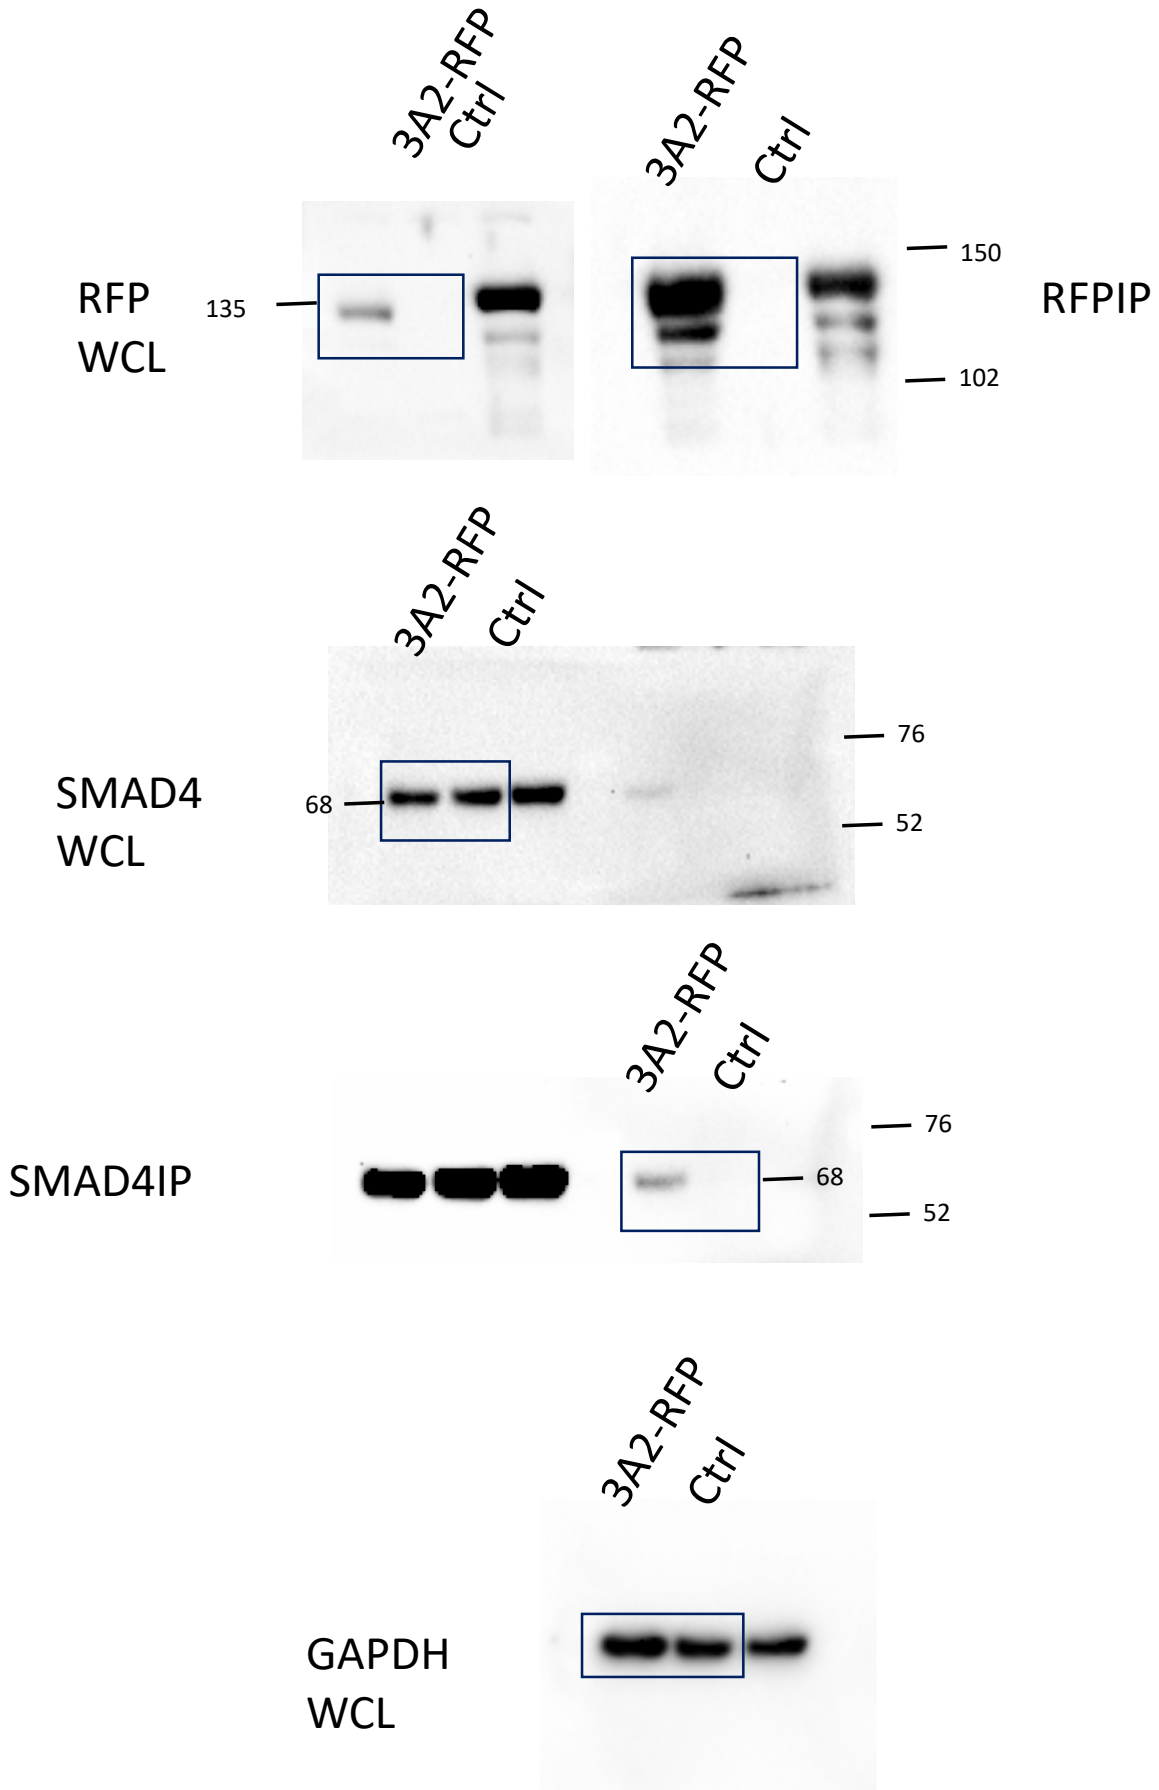 3A2-RFP
Ctrl
3A2-RFP
Ctrl
RFP
WCL
135
150
102
RFPIP
3A2-RFP
Ctrl
SMAD4
WCL
68
76
52
3A2-RFP
Ctrl
SMAD4IP
76
68
52
3A2-RFP
Ctrl
GAPDH
WCL